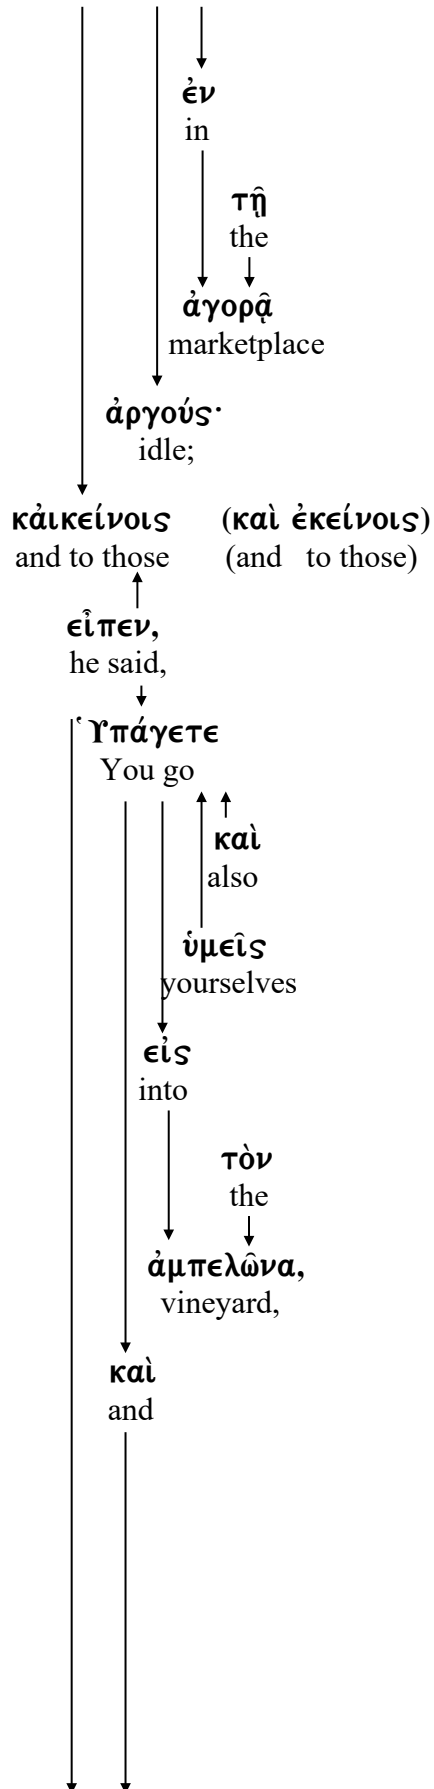 ἐν
in
τῇ
the
ἀγορᾷ
marketplace
ἀργούς·
idle;
κἀικείνοις (καὶ ἐκείνοις)
and to those (and to those)
εἶπεν,
he said,
Ὑπάγετε
You go
καὶ
also
ὑμεῖς
yourselves
εἰς
into
τὸν
the
ἀμπελῶνα,
vineyard,
καὶ
and